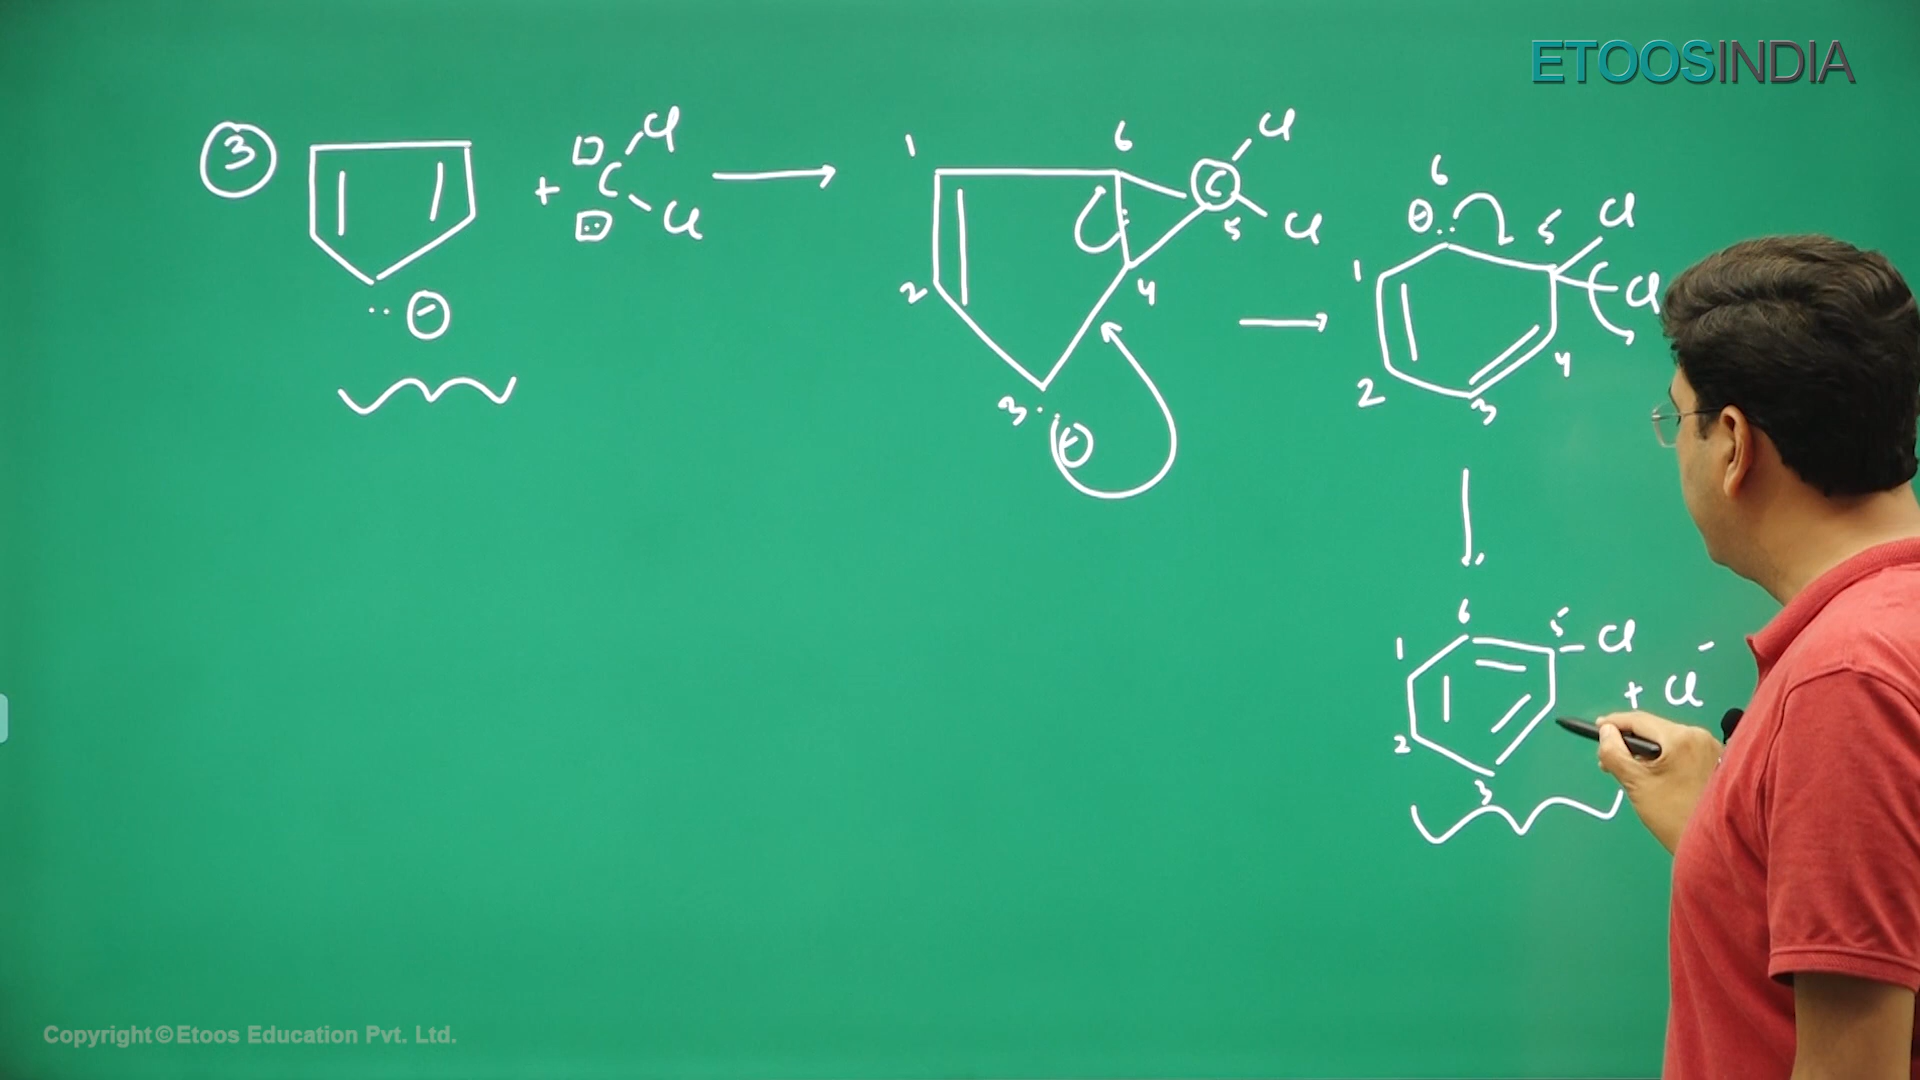 ETOOSINDIA
③ + C Cl Cl ⊖
1 6 C Cl Cl 5 4 2 3 ⊖
6 ⊖ 5 Cl Cl 1 2 3 4
6 5 Cl 1 2 3 + Cl⁻
Copyright © Etoos Education Pvt. Ltd.